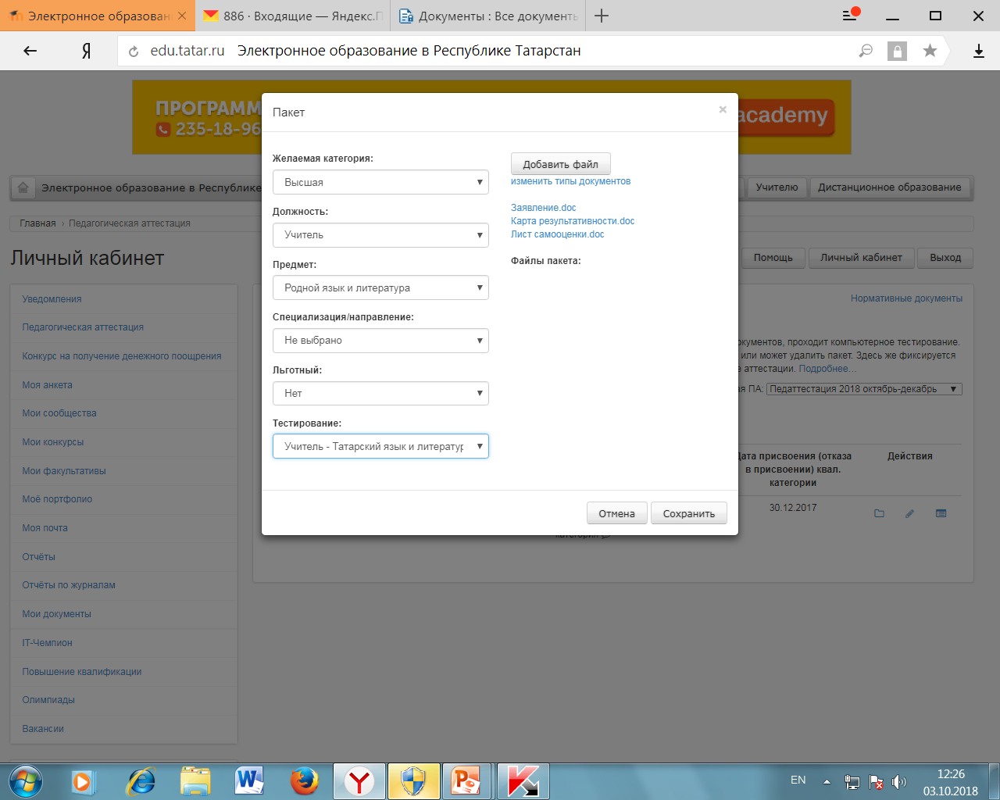 Электронное образован
886 · Входящие — Яндекс.П
Документы : Все документы
Я
edu.tatar.ru Электронное образование в Республике Татарстан
ПРОГРАММ
235-18-96
academy
Электронное образование в Республике
Учителю
Дистанционное образование
Главная › Педагогическая аттестация
Личный кабинет
Помощь
Личный кабинет
Выход
Уведомления
Педагогическая аттестация
Конкурс на получение денежного поощрения
Моя анкета
Мои сообщества
Мои конкурсы
Мои факультативы
Моё портфолио
Моя почта
Отчёты
Отчёты по журналам
Мои документы
IT-Чемпион
Повышение квалификации
Олимпиады
Вакансии
Пакет
×
Желаемая категория:
Высшая
Должность:
Учитель
Предмет:
Родной язык и литература
Специализация/направление:
Не выбрано
Льготный:
Нет
Тестирование:
Учитель - Татарский язык и литератур
Добавить файл
изменить типы документов
Заявление.doc
Карта результативности.doc
Лист самооценки.doc
Файлы пакета:
Отмена
Сохранить
Нормативные документы
окументов, проходит компьютерное тестирование.
или может удалить пакет. Здесь же фиксируется
е аттестации. Подробнее...
ая ПА: Педаттестация 2018 октябрь-декабрь
Дата присвоения (отказа
в присвоении) квал.
категории
Действия
30.12.2017
категория
EN
12:26
03.10.2018